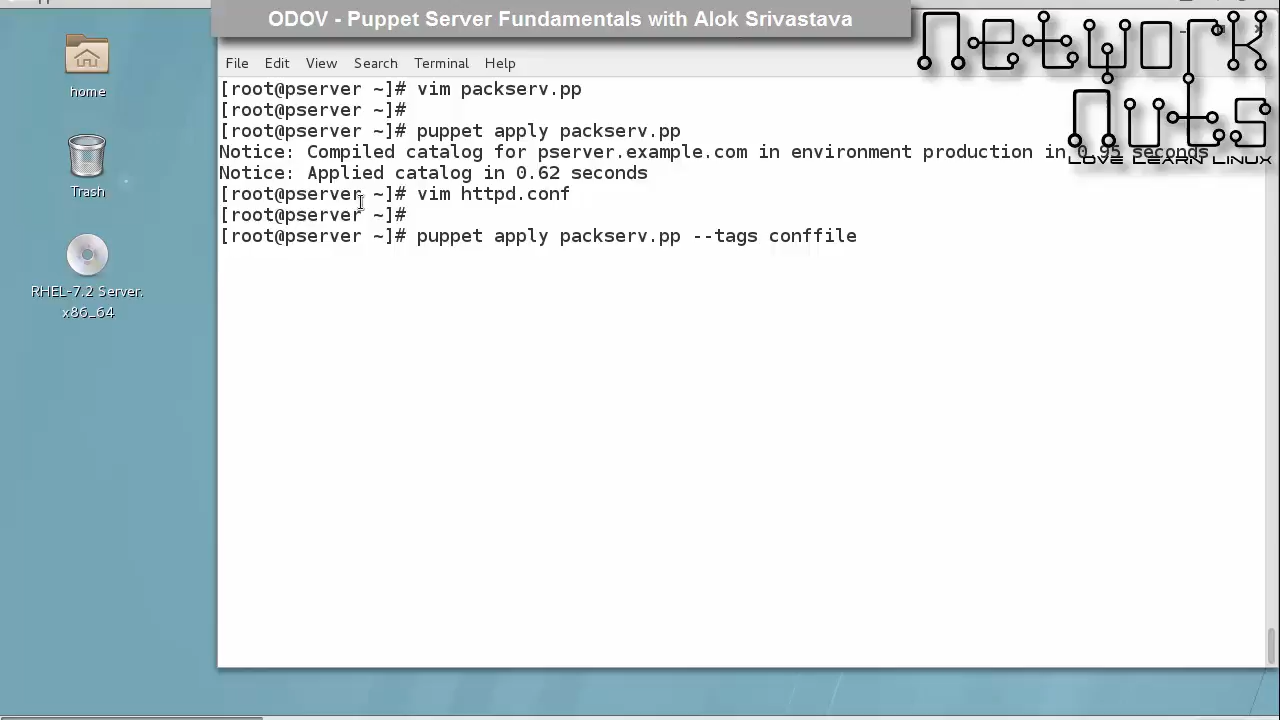 ODOV - Puppet Server Fundamentals with Alok Srivastava
Network
Nuts
LOVE LEARN LINUX
File Edit View Search Terminal Help
home
Trash
RHEL-7.2 Server.
x86_64
[root@pserver ~]# vim packserv.pp
[root@pserver ~]#
[root@pserver ~]# puppet apply packserv.pp
Notice: Compiled catalog for pserver.example.com in environment production in 0.95 seconds
Notice: Applied catalog in 0.62 seconds
[root@pserver ~]# vim httpd.conf
[root@pserver ~]#
[root@pserver ~]# puppet apply packserv.pp --tags conffile